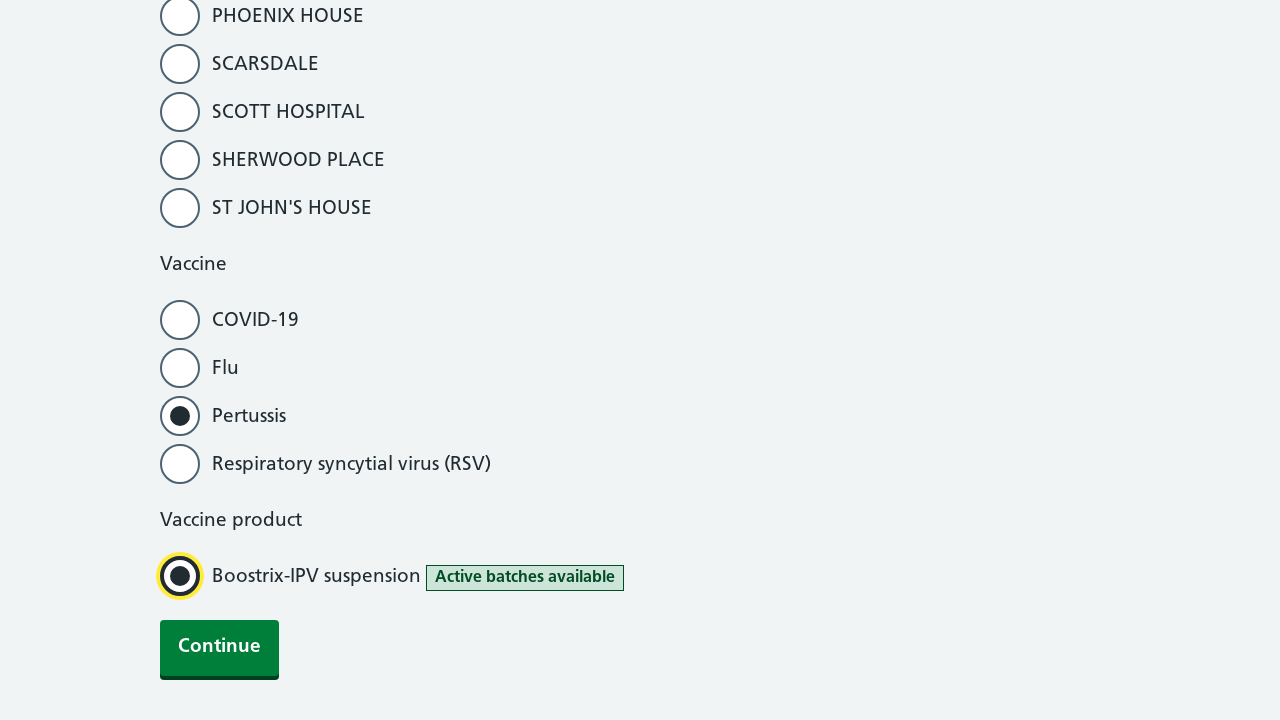 PHOENIX HOUSE
SCARSDALE
SCOTT HOSPITAL
SHERWOOD PLACE
ST JOHN'S HOUSE
Vaccine
COVID-19
Flu
Pertussis
Respiratory syncytial virus (RSV)
Vaccine product
Boostrix-IPV suspension Active batches available
Continue